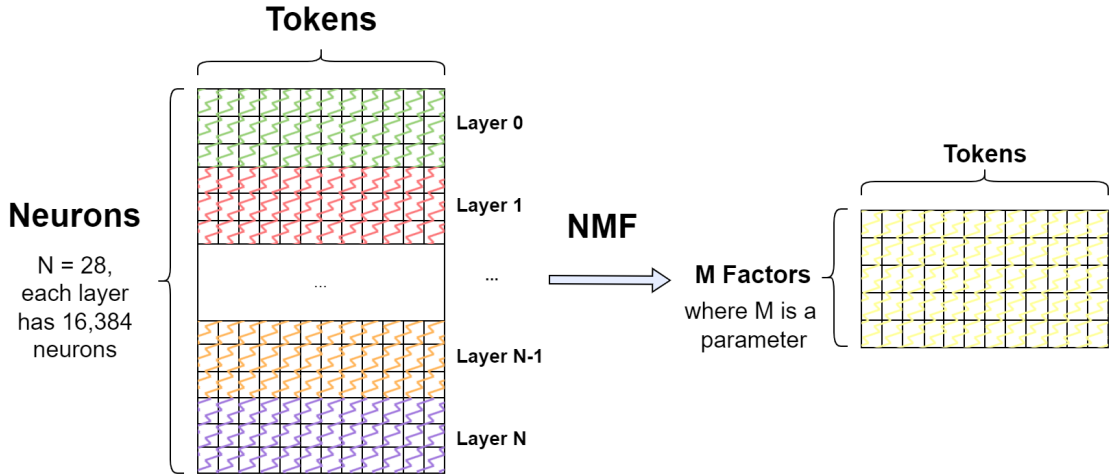 Tokens
Layer 0
Layer 1
Neurons
N = 28,
each layer
has 16,384
neurons
...
...
Layer N-1
Layer N
NMF
Tokens
M Factors
where M is a
parameter